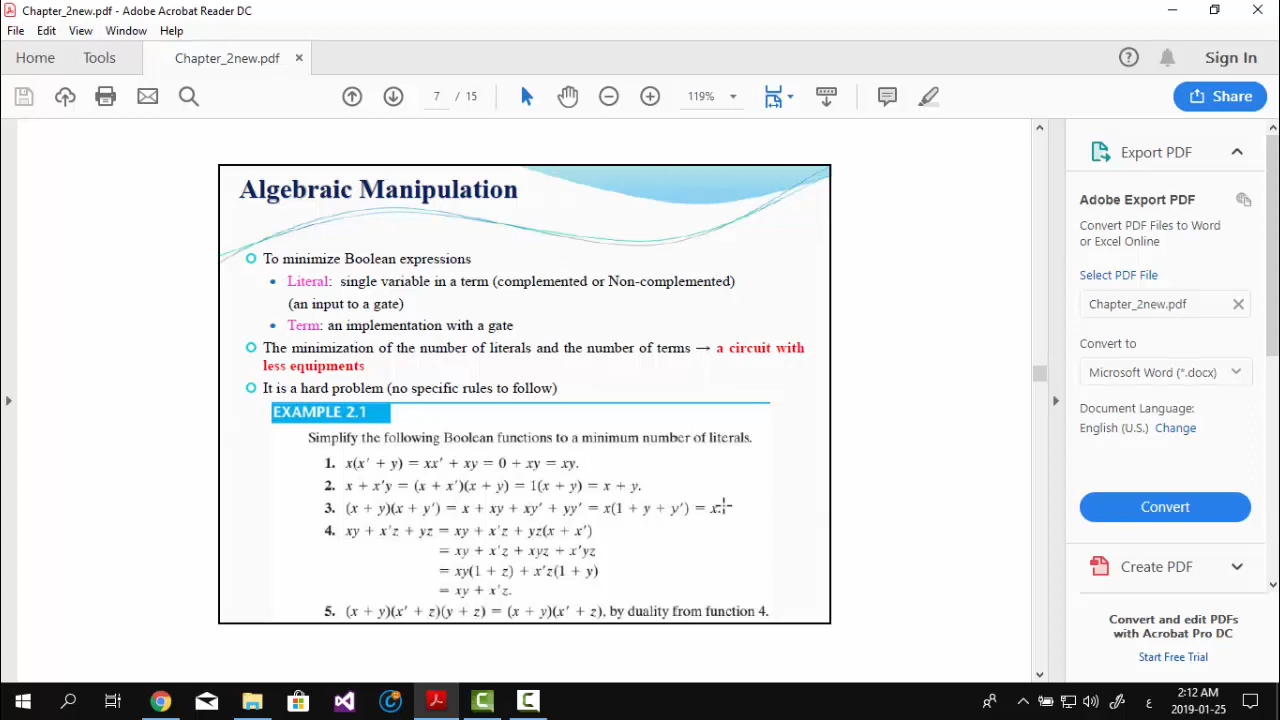 Chapter_2new.pdf - Adobe Acrobat Reader DC
File Edit View Window Help
Home Tools Chapter_2new.pdf × Sign In
7 / 15 119% Share
Algebraic Manipulation
To minimize Boolean expressions
• Literal: single variable in a term (complemented or Non-complemented)
(an input to a gate)
• Term: an implementation with a gate
The minimization of the number of literals and the number of terms → a circuit with
less equipments
It is a hard problem (no specific rules to follow)
EXAMPLE 2.1
Simplify the following Boolean functions to a minimum number of literals.
1. x(x′ + y) = xx′ + xy = 0 + xy = xy.
2. x + x′y = (x + x′)(x + y) = 1(x + y) = x + y.
3. (x + y)(x + y′) = x + xy + xy′ + yy′ = x(1 + y + y′) = x
4. xy + x′z + yz = xy + x′z + yz(x + x′)
= xy + x′z + xyz + x′yz
= xy(1 + z) + x′z(1 + y)
= xy + x′z.
5. (x + y)(x′ + z)(y + z) = (x + y)(x′ + z), by duality from function 4.
Export PDF
Adobe Export PDF
Convert PDF Files to Word
or Excel Online
Select PDF File
Chapter_2new.pdf
Convert to
Microsoft Word (*.docx)
Document Language:
English (U.S.) Change
Convert
Create PDF
Convert and edit PDFs
with Acrobat Pro DC
Start Free Trial
ع
2:12 AM
2019-01-25